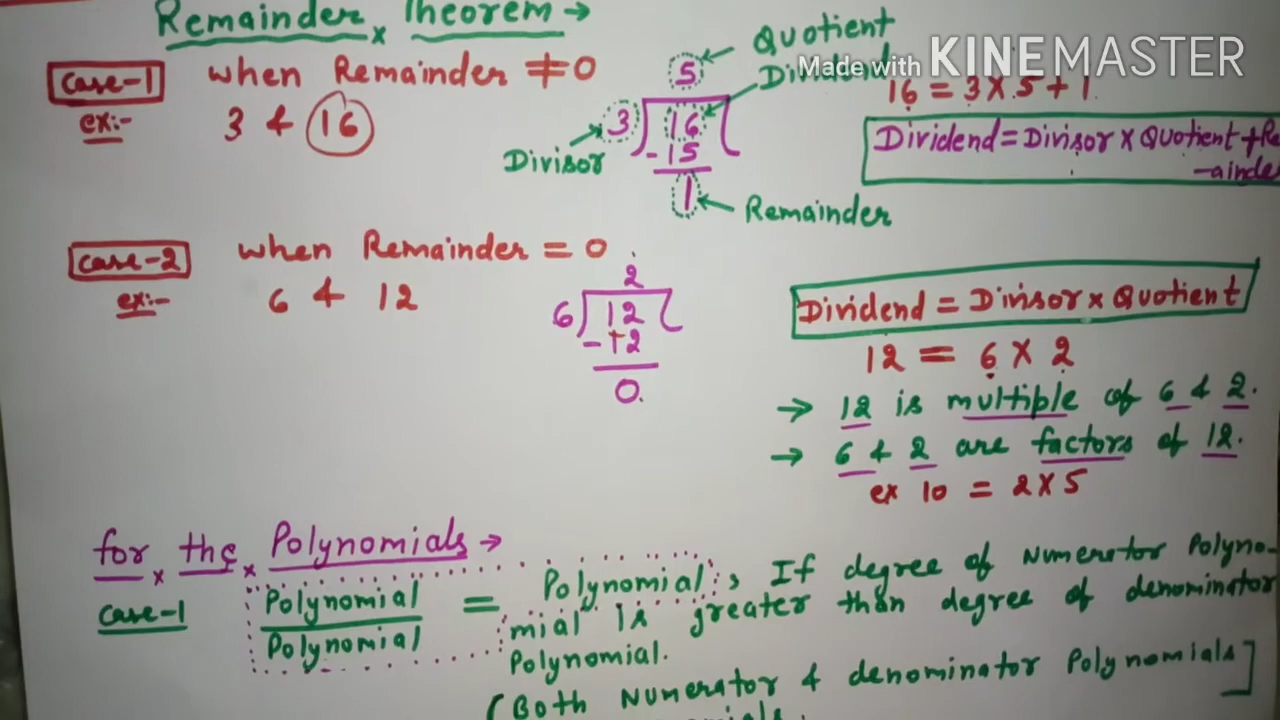 Remainder Theorem →
Made with KINEMASTER
case-1 when Remainder ≠ 0
ex:- 3 & 16
Quotient
5
Dividend
3 16
Divisor
-15
1
Remainder
16 = 3 × 5 + 1
Dividend = Divisor × Quotient + Re
-ainde
case-2 when Remainder = 0
ex:- 6 & 12
2
6 12
-12
0
Dividend = Divisor × Quotient
12 = 6 × 2
→ 12 is multiple of 6 & 2.
→ 6 & 2 are factors of 12.
ex 10 = 2 × 5
for the Polynomials →
case-1 Polynomial
Polynomial
= Polynomial, If degree of Numerator Polyno-
mial is greater than degree of denominator
Polynomial.
(Both Numerator & denominator Polynomials]